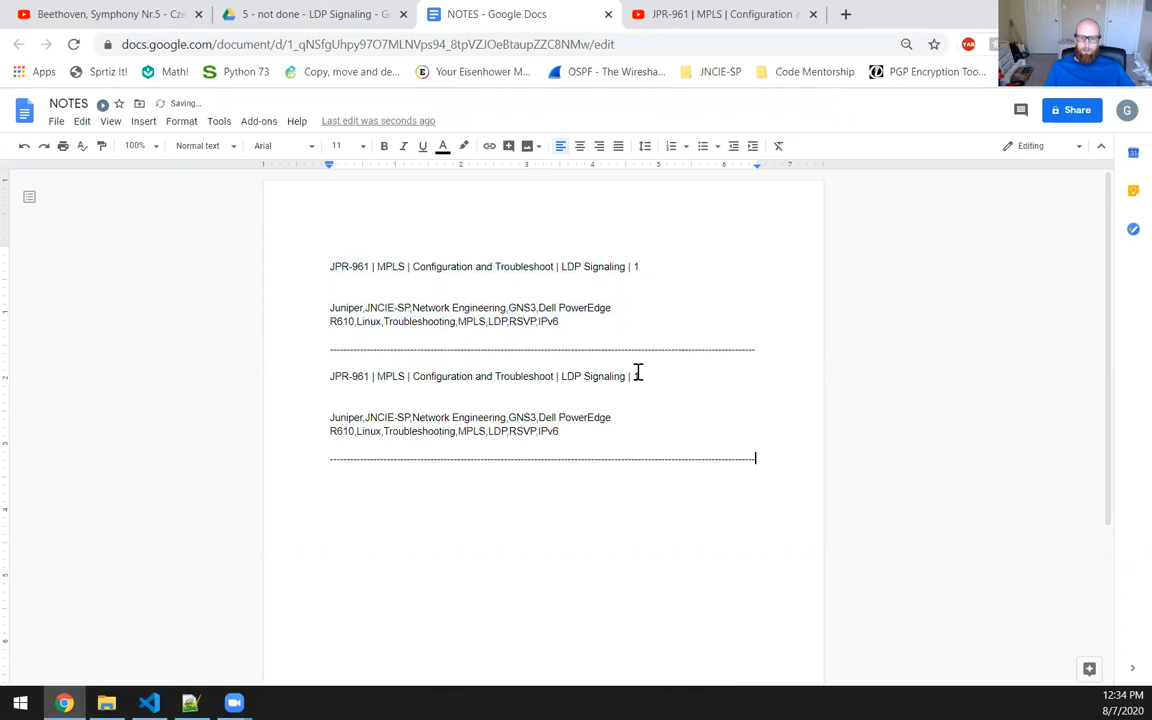 Beethoven, Symphony Nr.5 - Cze
5 - not done - LDP Signaling - Go
NOTES - Google Docs
JPR-961 | MPLS | Configuration a
docs.google.com/document/d/1_qNSfgUhpy97O7MLNVps94_8tpVZJOeBtaupZZC8NMw/edit
Apps
Sprtiz It!
Math!
Python 73
Copy, move and de...
Your Eisenhower M...
OSPF - The Wiresha...
JNCIE-SP
Code Mentorship
PGP Encryption Too...
NOTES
Saving...
File Edit View Insert Format Tools Add-ons Help Last edit was seconds ago
Share
G
100% Normal text Arial 11 B I U A Editing
JPR-961 | MPLS | Configuration and Troubleshoot | LDP Signaling | 1
Juniper,JNCIE-SP,Network Engineering,GNS3,Dell PowerEdge
R610,Linux,Troubleshooting,MPLS,LDP,RSVP,IPv6
JPR-961 | MPLS | Configuration and Troubleshoot | LDP Signaling |
Juniper,JNCIE-SP,Network Engineering,GNS3,Dell PowerEdge
R610,Linux,Troubleshooting,MPLS,LDP,RSVP,IPv6
12:34 PM
8/7/2020